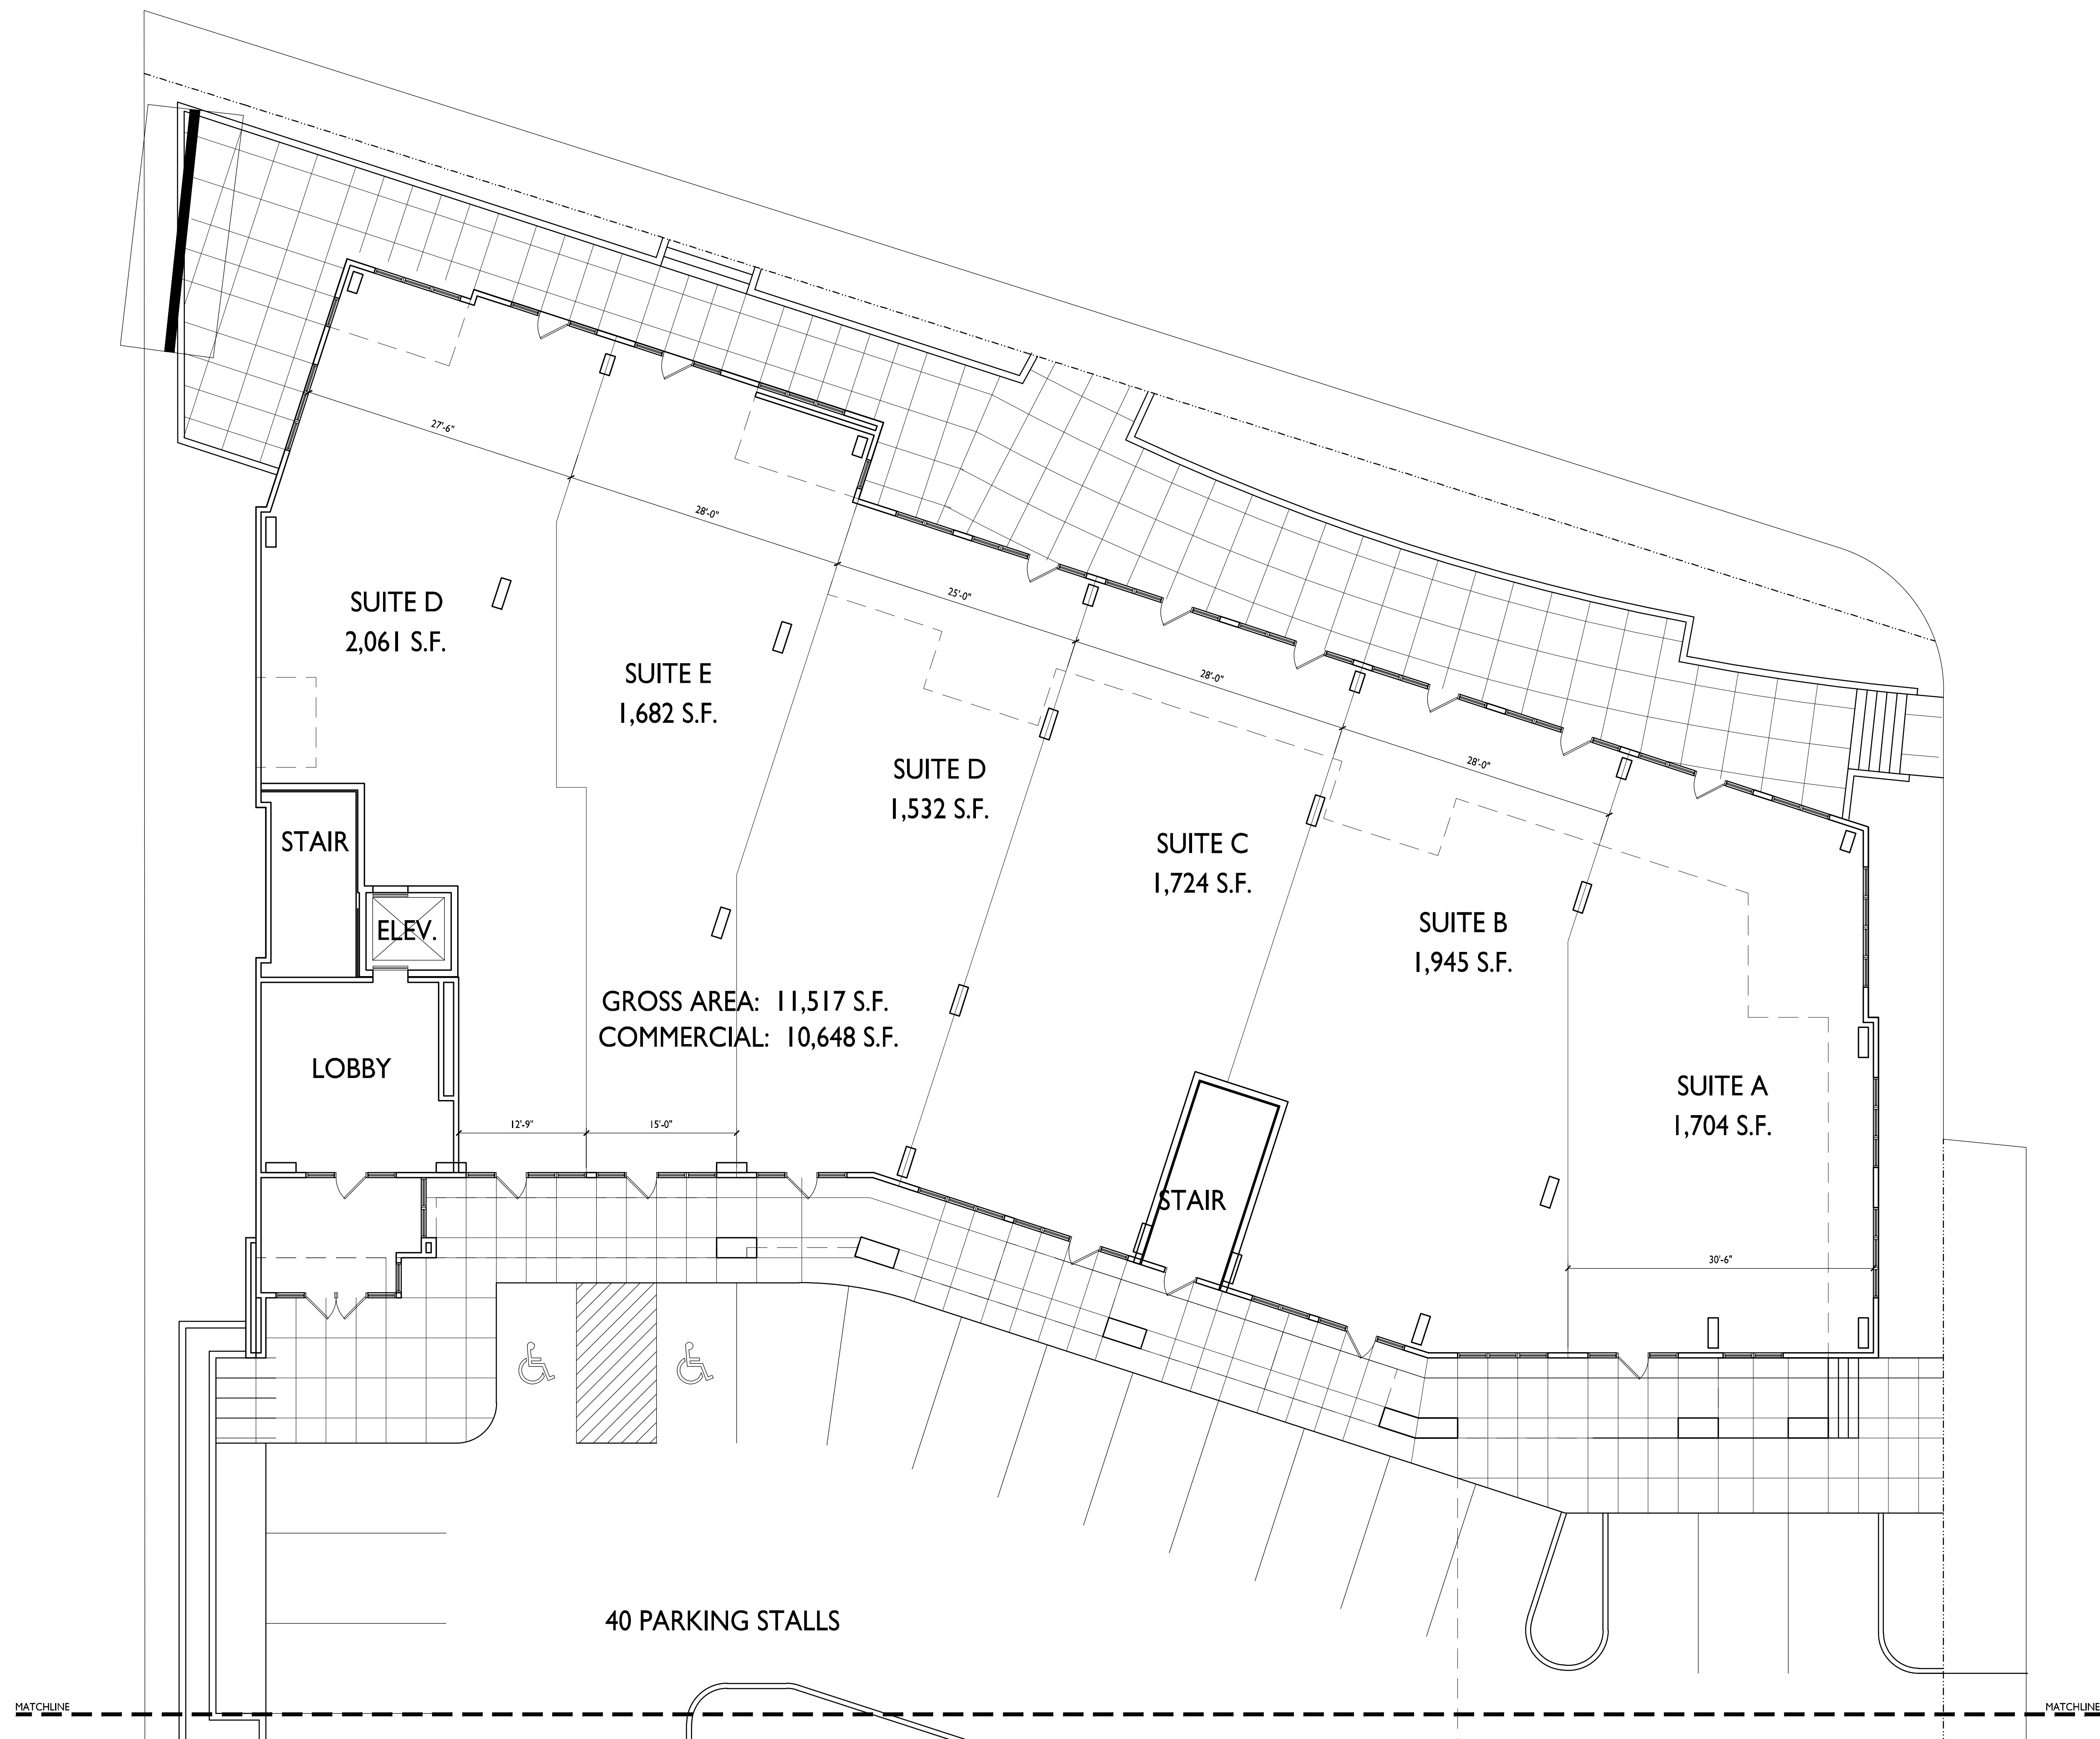 27'-6"
28'-0"
25'-0"
28'-0"
28'-0"
SUITE D
2,061 S.F.
SUITE E
1,682 S.F.
SUITE D
1,532 S.F.
SUITE C
1,724 S.F.
SUITE B
1,945 S.F.
SUITE A
1,704 S.F.
STAIR
ELEV.
LOBBY
GROSS AREA: 11,517 S.F.
COMMERCIAL: 10,648 S.F.
12'-9"
15'-0"
STAIR
30'-6"
40 PARKING STALLS
MATCHLINE
MATCHLINE